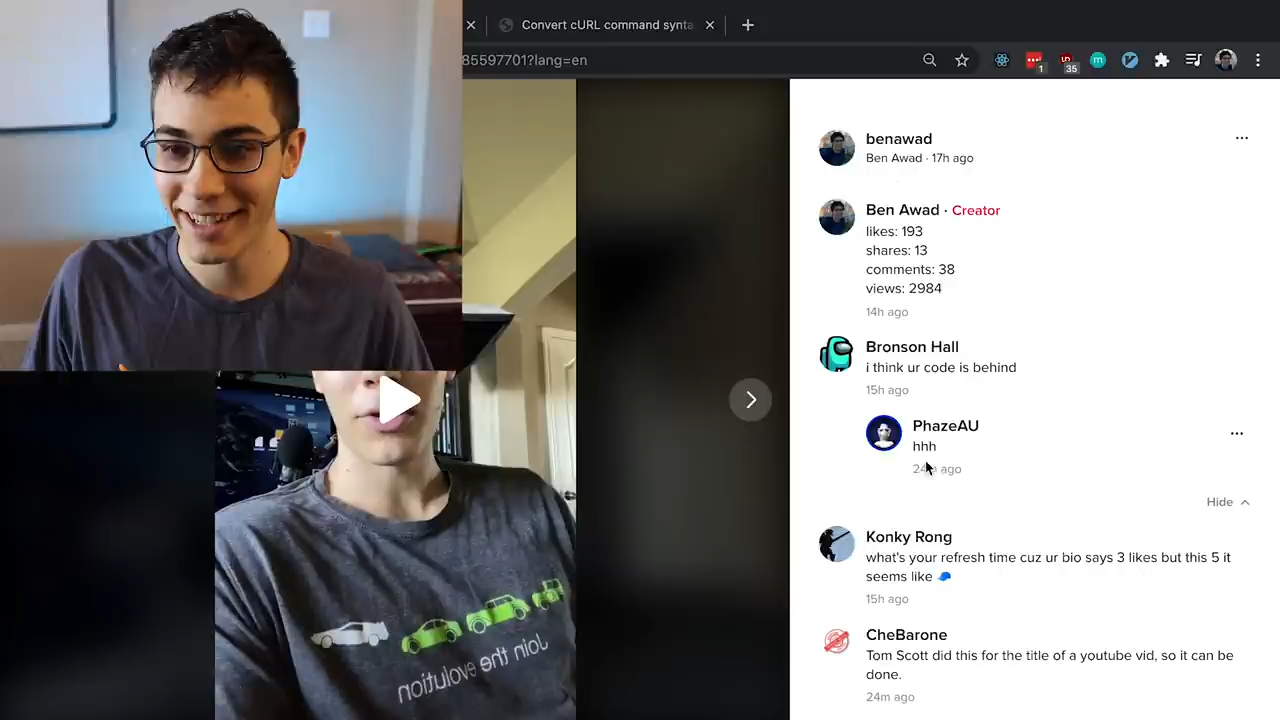 Convert cURL command synta
85597701?lang=en
1
35
m
benawad
Ben Awad · 17h ago
Ben Awad · Creator
likes: 193
shares: 13
comments: 38
views: 2984
14h ago
Bronson Hall
i think ur code is behind
15h ago
PhazeAU
hhh
24m ago
Hide
Konky Rong
what's your refresh time cuz ur bio says 3 likes but this 5 it
seems like 🧢
15h ago
CheBarone
Tom Scott did this for the title of a youtube vid, so it can be
done.
24m ago
Join the evolution